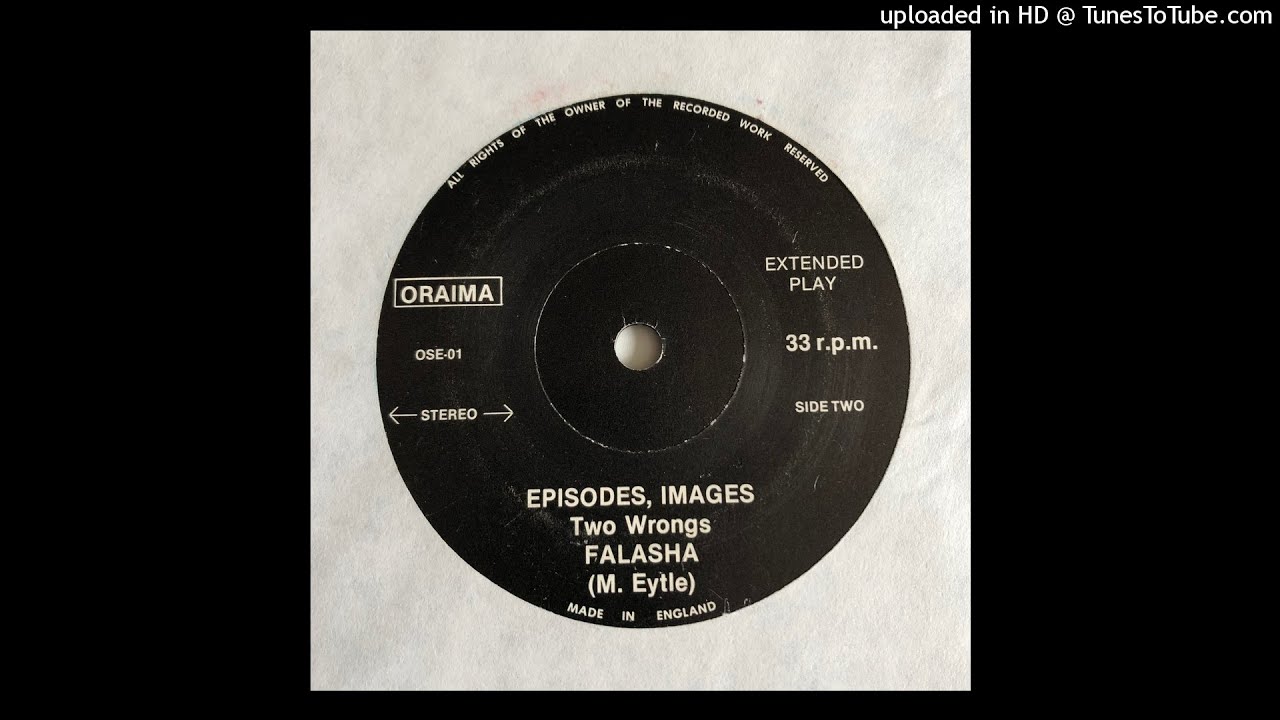 uploaded in HD @ TunesToTube.com
ALL RIGHTS OF THE OWNER OF THE RECORDED WORK RESERVED
ORAIMA
OSE-01
STEREO
EXTENDED
PLAY
33 r.p.m.
SIDE TWO
EPISODES, IMAGES
Two Wrongs
FALASHA
(M. Eytle)
MADE IN ENGLAND